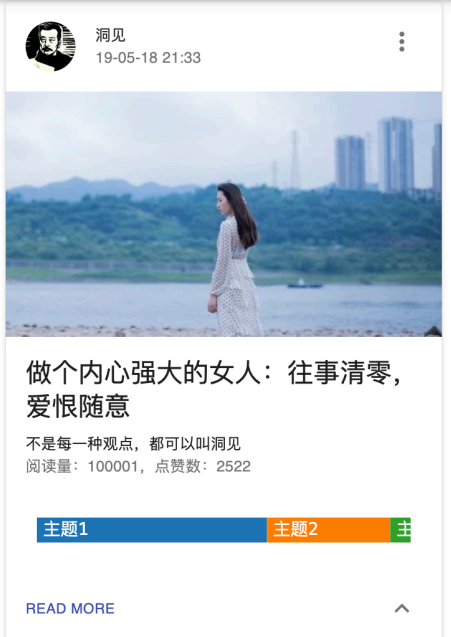 洞见
19-05-18 21:33
做个内心强大的女人：往事清零，
爱恨随意
不是每一种观点，都可以叫洞见
阅读量：100001，点赞数：2522
主题1 主题2 主
READ MORE